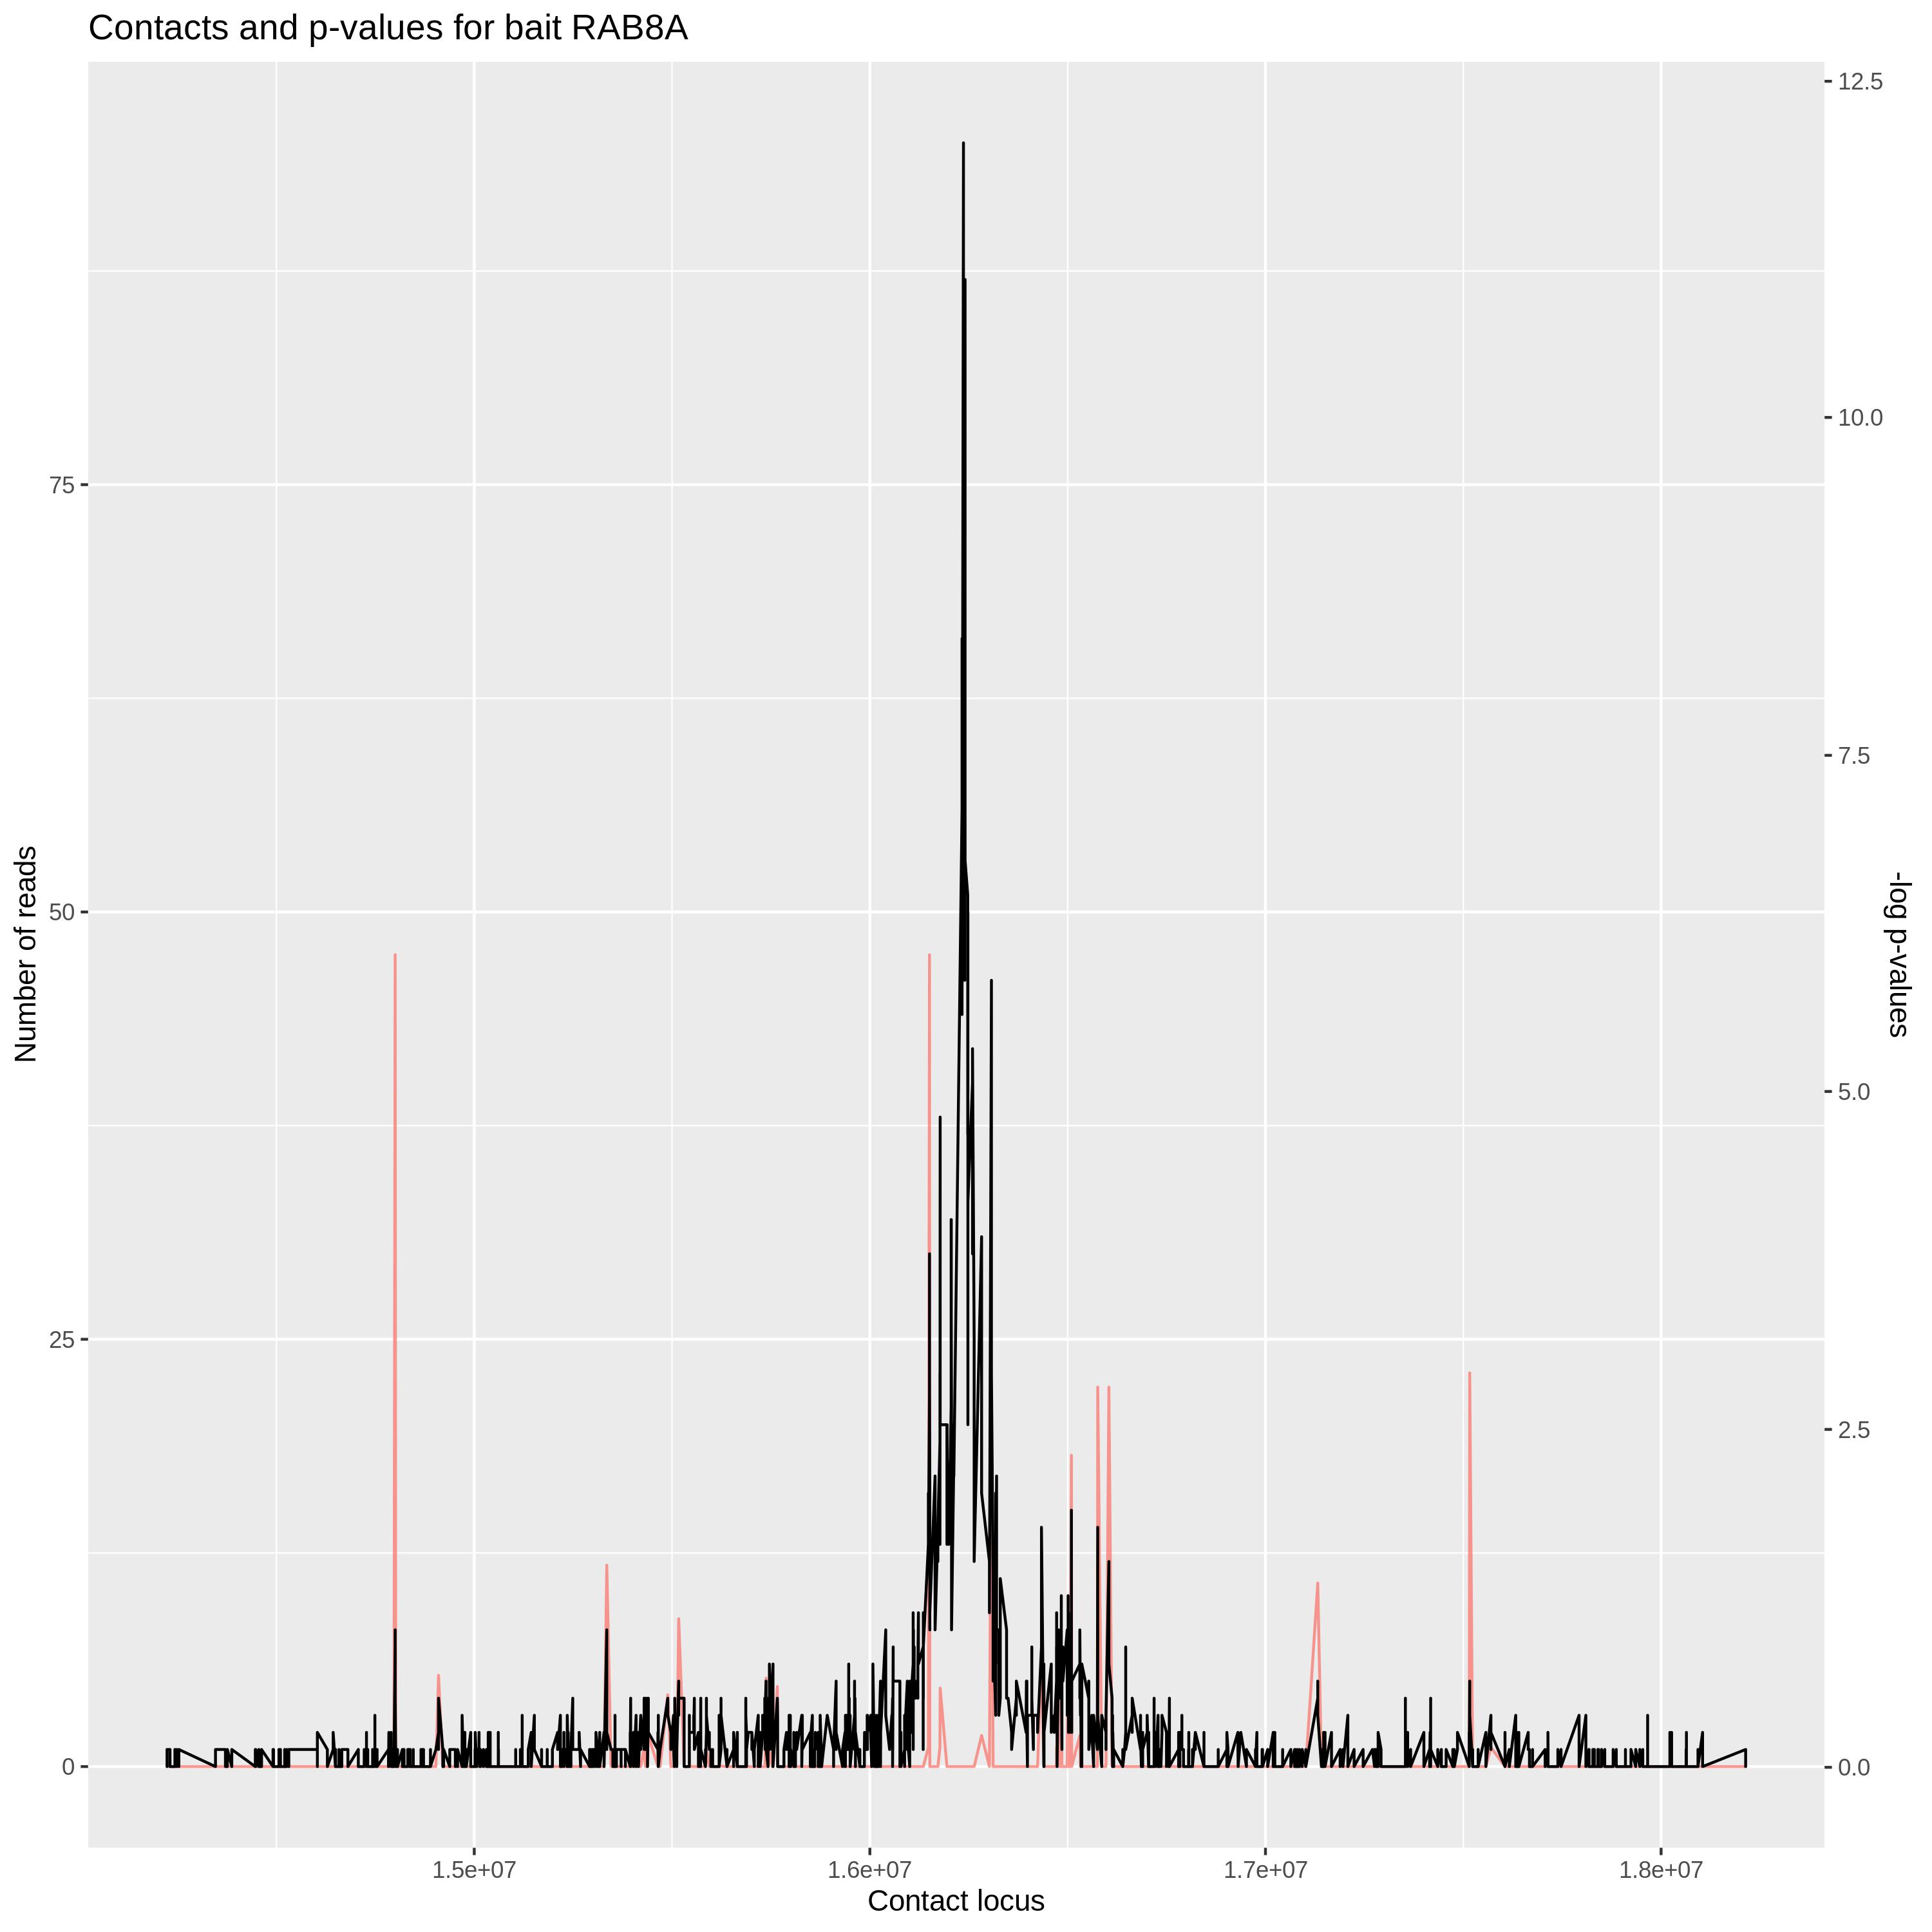 Contacts and p-values for bait RAB8A
Number of reads
75
50
25
0
12.5
10.0
7.5
5.0
2.5
0.0
-log p-values
1.5e+07
1.6e+07
1.7e+07
1.8e+07
Contact locus